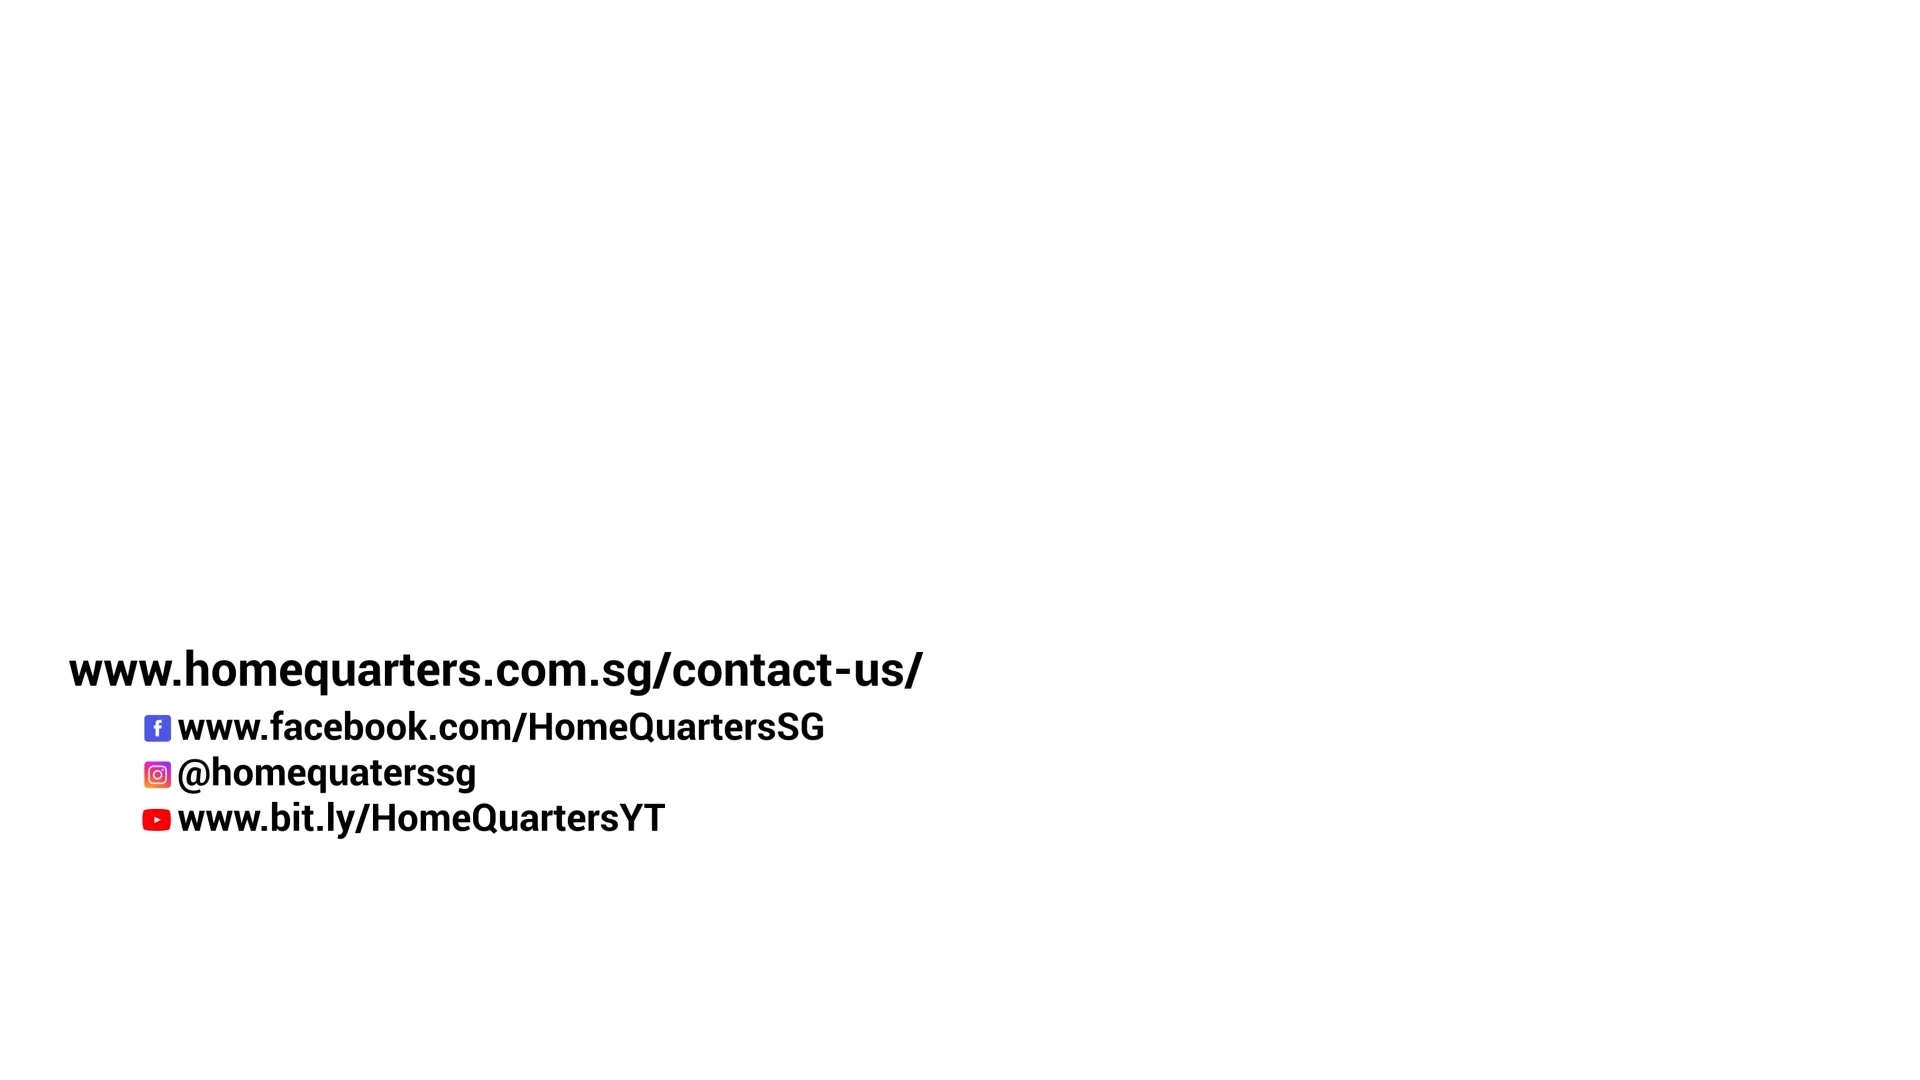 www.homequarters.com.sg/contact-us/
www.facebook.com/HomeQuartersSG
@homequaterssg
www.bit.ly/HomeQuartersYT